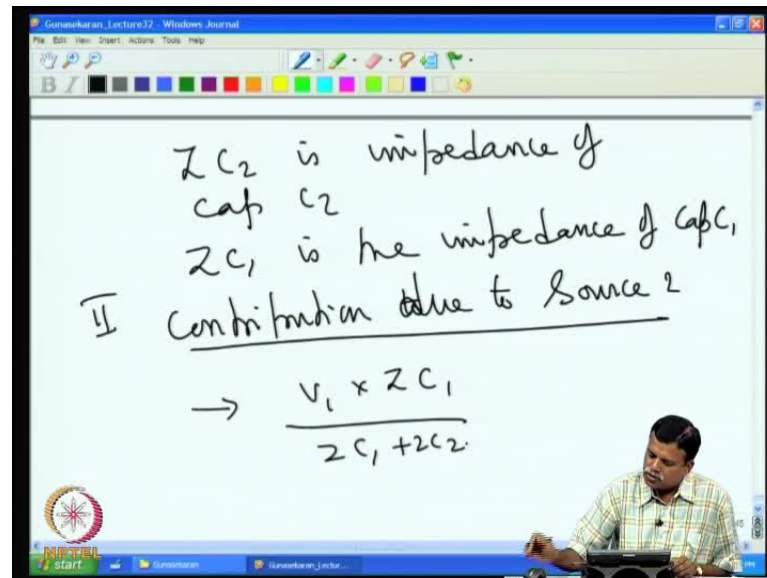 Gunasekaran_Lecture32 - Windows Journal
File Edit View Insert Actions Tools Help
B I
ZC2 is impedance of
cap C2
ZC1 is the impedance of Cap C1
II Contribution due to Source 2
→ V1 × ZC1
ZC1 + ZC2
NPTEL
start Gunasekaran Gunasekaran_Lectur...
PM